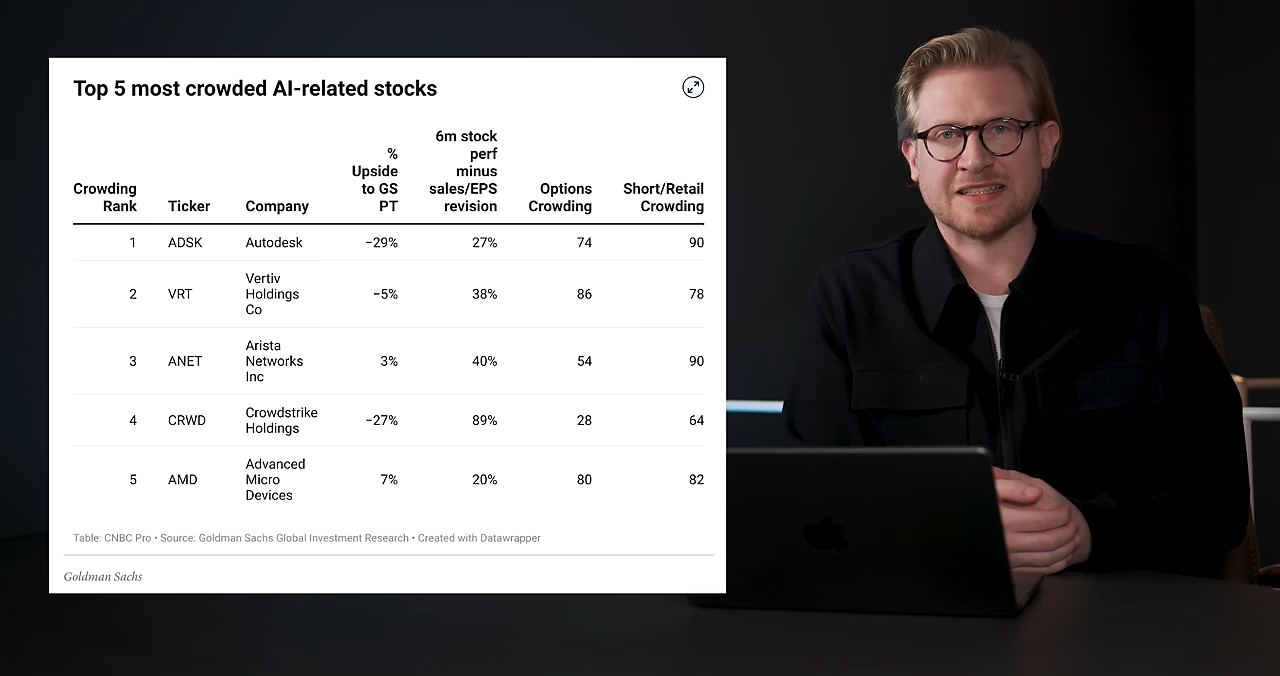 Top 5 most crowded AI-related stocks
Crowding Rank | Ticker | Company | % Upside to GS PT | 6m stock perf minus sales/EPS revision | Options Crowding | Short/Retail Crowding
1 | ADSK | Autodesk | −29% | 27% | 74 | 90
2 | VRT | Vertiv Holdings Co | −5% | 38% | 86 | 78
3 | ANET | Arista Networks Inc | 3% | 40% | 54 | 90
4 | CRWD | Crowdstrike Holdings | −27% | 89% | 28 | 64
5 | AMD | Advanced Micro Devices | 7% | 20% | 80 | 82
Table: CNBC Pro • Source: Goldman Sachs Global Investment Research • Created with Datawrapper
Goldman Sachs